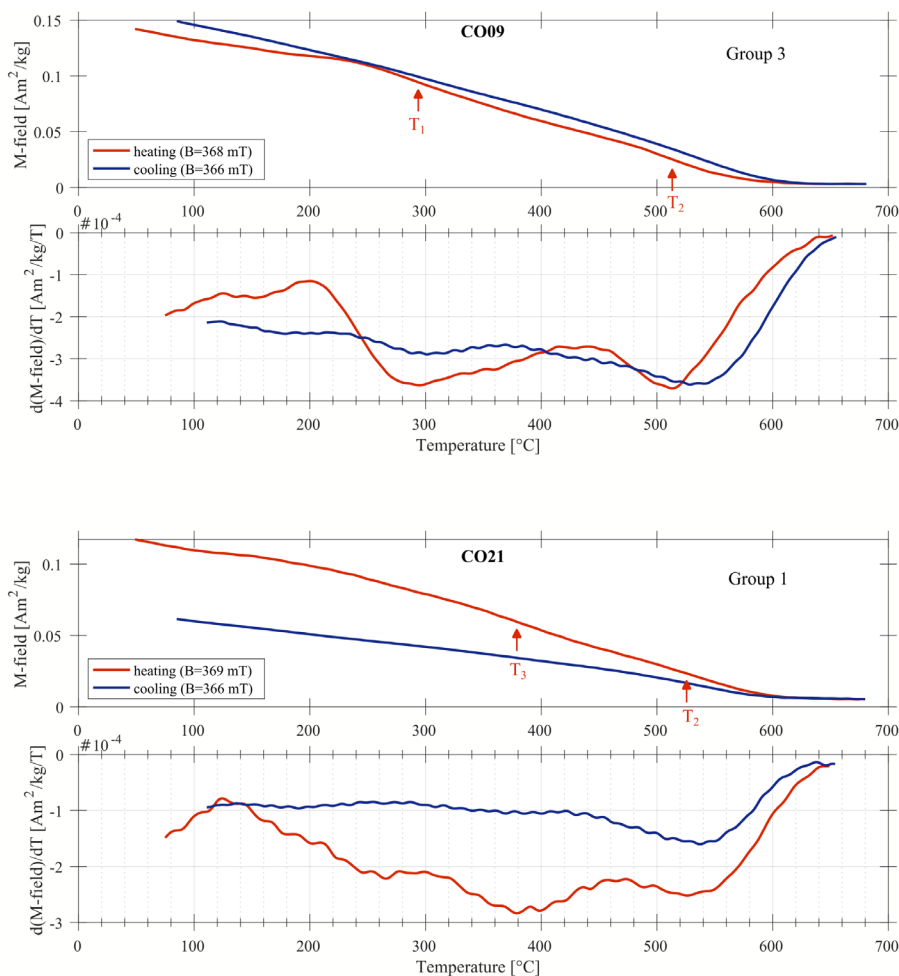 CO09
Group 3
M-field [Am²/kg]
0.15
0.1
0.05
0
T₁
T₂
heating (B=368 mT)
cooling (B=366 mT)
0 100 200 300 400 500 600 700
#10⁻⁴
d(M-field)/dT [Am²/kg/T]
0
-1
-2
-3
-4
0 100 200 300 400 500 600 700
Temperature [°C]
CO21
Group 1
M-field [Am²/kg]
0.1
0.05
0
T₃
T₂
heating (B=369 mT)
cooling (B=366 mT)
0 100 200 300 400 500 600 700
#10⁻⁴
d(M-field)/dT [Am²/kg/T]
0
-1
-2
-3
0 100 200 300 400 500 600 700
Temperature [°C]